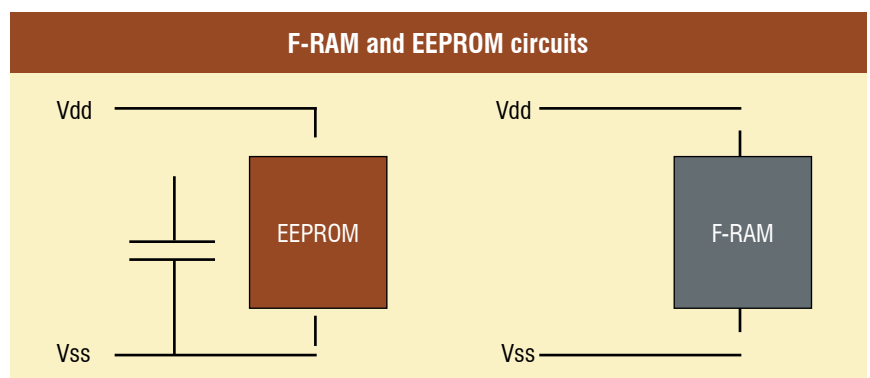 F-RAM and EEPROM circuits
Vdd
Vdd
EEPROM
F-RAM
Vss
Vss